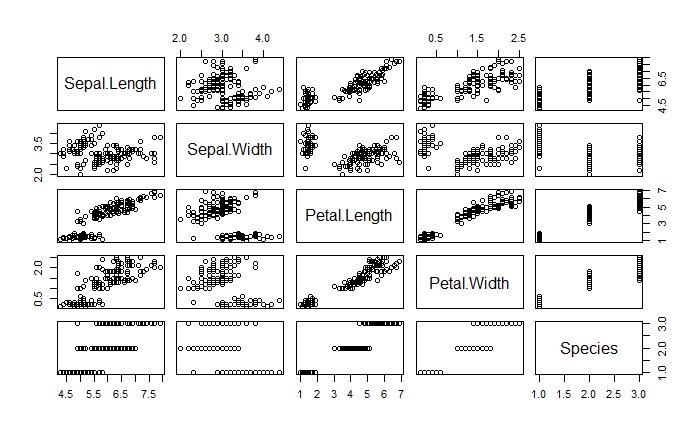 2.0 3.0 4.0
0.5 1.5 2.5
Sepal.Length
4.5 6.5
2.0 3.5
Sepal.Width
Petal.Length
1 3 5 7
0.5 2.0
Petal.Width
Species
1.0 2.0 3.0
4.5 5.5 6.5 7.5
1 2 3 4 5 6 7
1.0 1.5 2.0 2.5 3.0